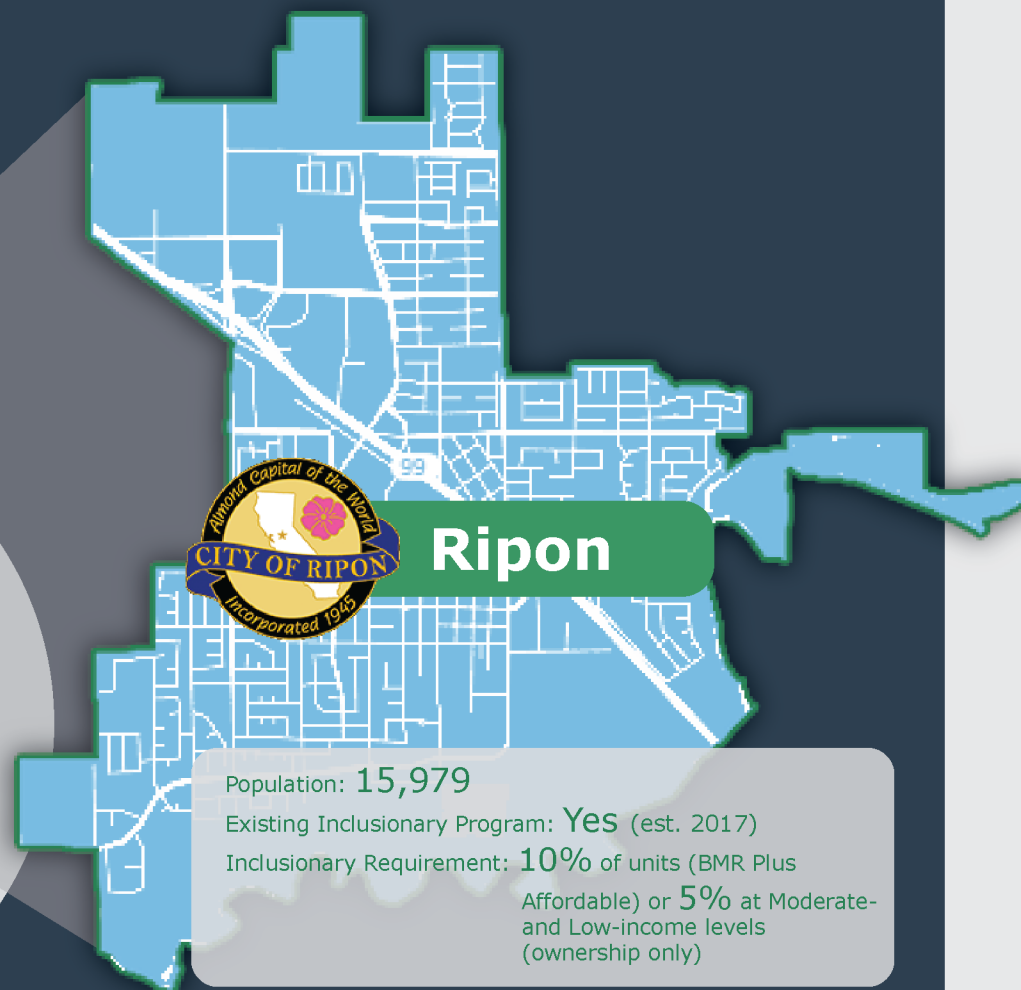 99
Almond Capital of the World
CITY OF RIPON
Incorporated 1945
Ripon
Population: 15,979
Existing Inclusionary Program: Yes (est. 2017)
Inclusionary Requirement: 10% of units (BMR Plus
Affordable) or 5% at Moderate-
and Low-income levels
(ownership only)